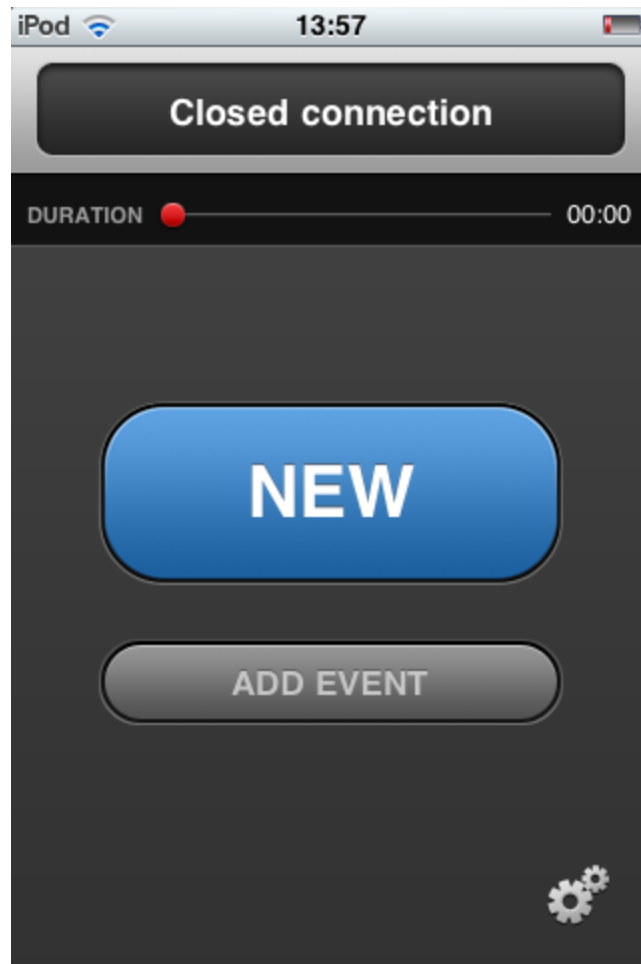 iPod 13:57
Closed connection
DURATION 00:00
NEW
ADD EVENT